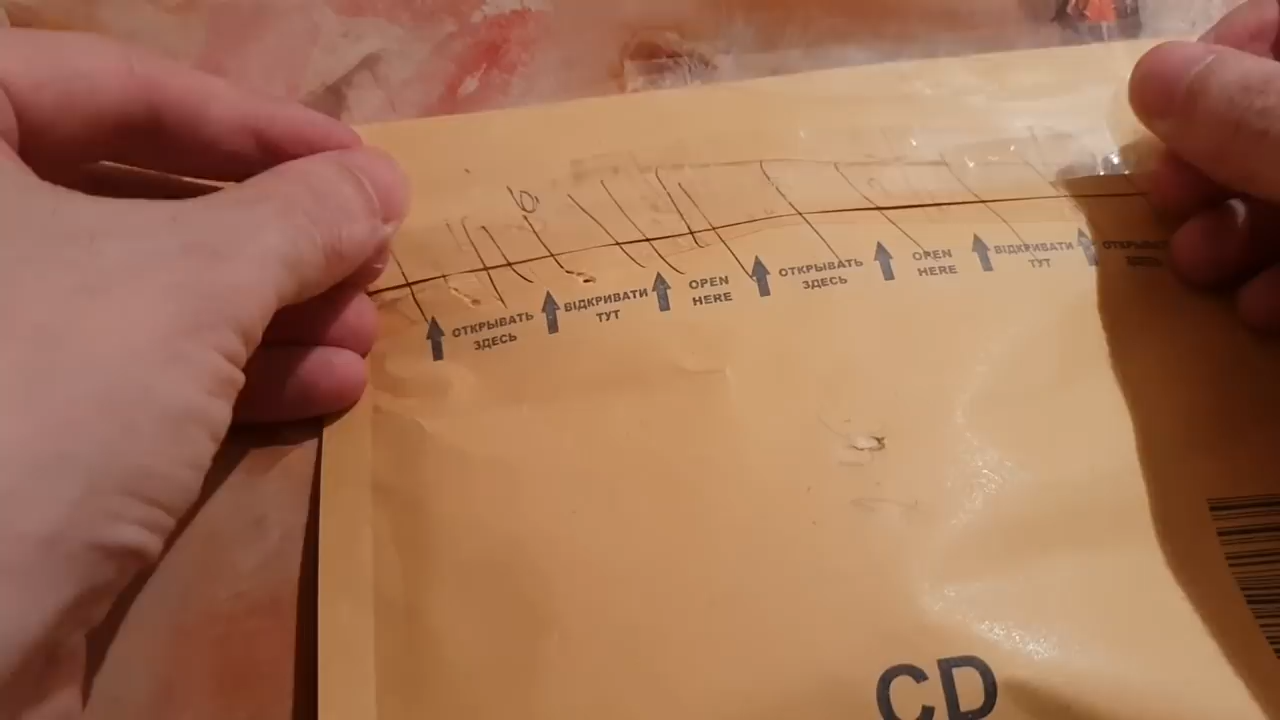 ОТКРЫВАТЬ
ЗДЕСЬ
ВІДКРИВАТИ
ТУТ
OPEN
HERE
ОТКРЫВАТЬ
ЗДЕСЬ
OPEN
HERE
ВІДКРИВАТИ
ТУТ
ОТКРЫВАТЬ
ЗДЕСЬ
CD